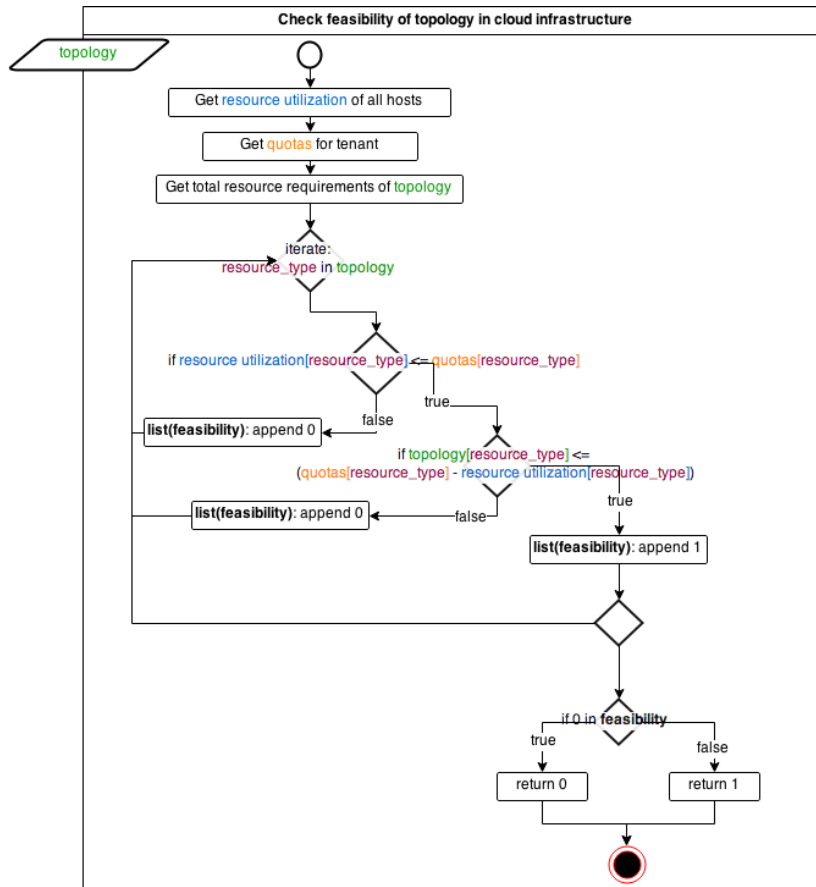 Check feasibility of topology in cloud infrastructure
topology
Get resource utilization of all hosts
Get quotas for tenant
Get total resource requirements of topology
iterate:
resource_type in topology
if resource utilization[resource_type] <= quotas[resource_type]
true
false
list(feasibility): append 0
if topology[resource_type] <=
(quotas[resource_type] - resource utilization[resource_type])
true
false
list(feasibility): append 0
list(feasibility): append 1
if 0 in feasibility
true
false
return 0
return 1